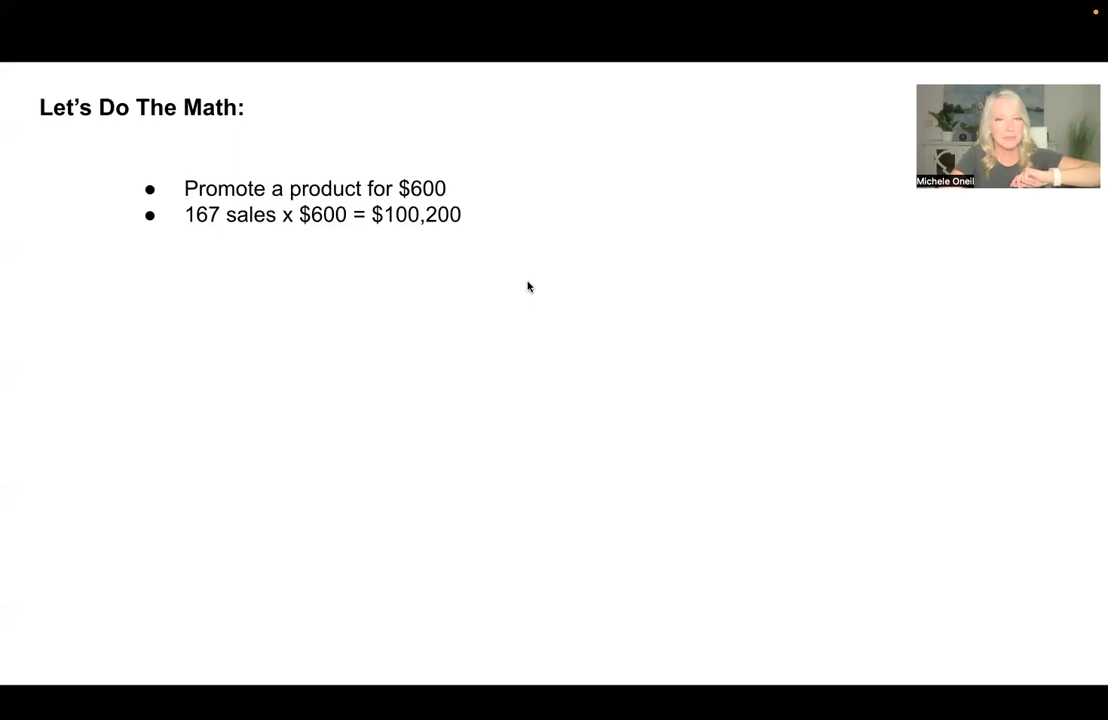 Let’s Do The Math:
Michele Oneil
● Promote a product for $600
● 167 sales x $600 = $100,200